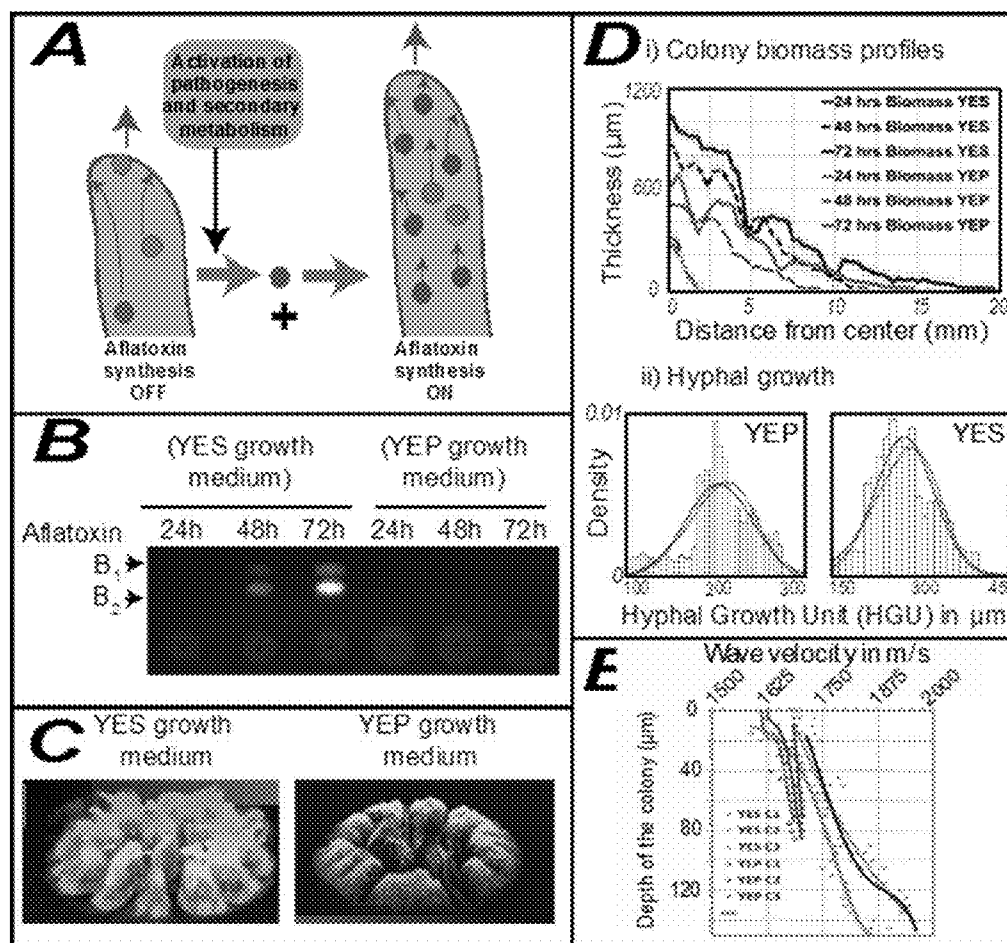 A
Activation of
pathogenesis
and secondary
metabolism
+
Aflatoxin
synthesis
OFF
Aflatoxin
synthesis
ON
B
(YES growth
medium)
(YEP growth
medium)
Aflatoxin 24h 48h 72h 24h 48h 72h
B1
B2
C
YES growth
medium
YEP growth
medium
D
i) Colony biomass profiles
Thickness (μm)
1200
600
0
24 hrs Biomass YES
48 hrs Biomass YES
72 hrs Biomass YES
24 hrs Biomass YEP
48 hrs Biomass YEP
72 hrs Biomass YEP
0 5 10 15 20
Distance from center (mm)
ii) Hyphal growth
Density
0.01
0
YEP
YES
200
300
Hyphal Growth Unit (HGU) in μm
E
Wave velocity in m/s
1500 1625 1750 1875 2000
Depth of the colony (μm)
0
40
80
120